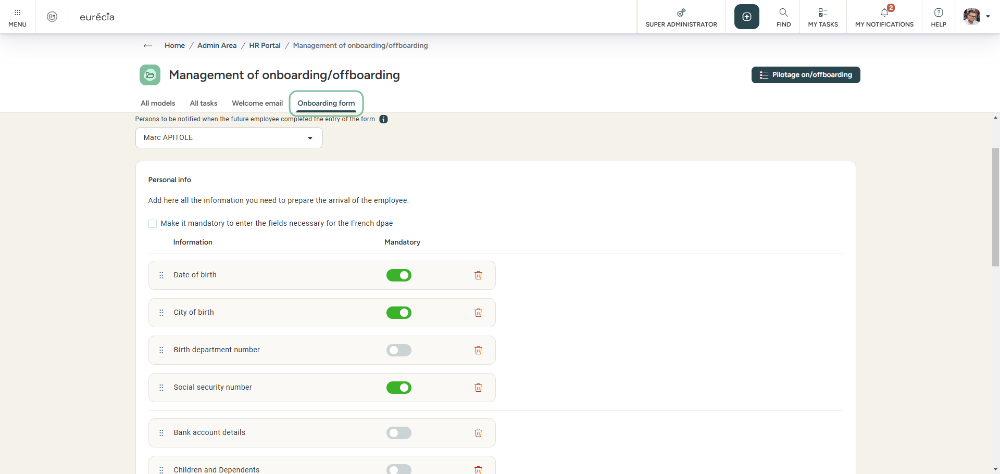 MENU
eurécia
SUPER ADMINISTRATOR
FIND
MY TASKS
2
MY NOTIFICATIONS
HELP
Home / Admin Area / HR Portal / Management of onboarding/offboarding
Management of onboarding/offboarding
Pilotage on/offboarding
All models
All tasks
Welcome email
Onboarding form
Persons to be notified when the future employee completed the entry of the form
Marc APITOLE
Personal info
Add here all the information you need to prepare the arrival of the employee.
Make it mandatory to enter the fields necessary for the French dpae
Information
Mandatory
Date of birth
City of birth
Birth department number
Social security number
Bank account details
Children and Dependents